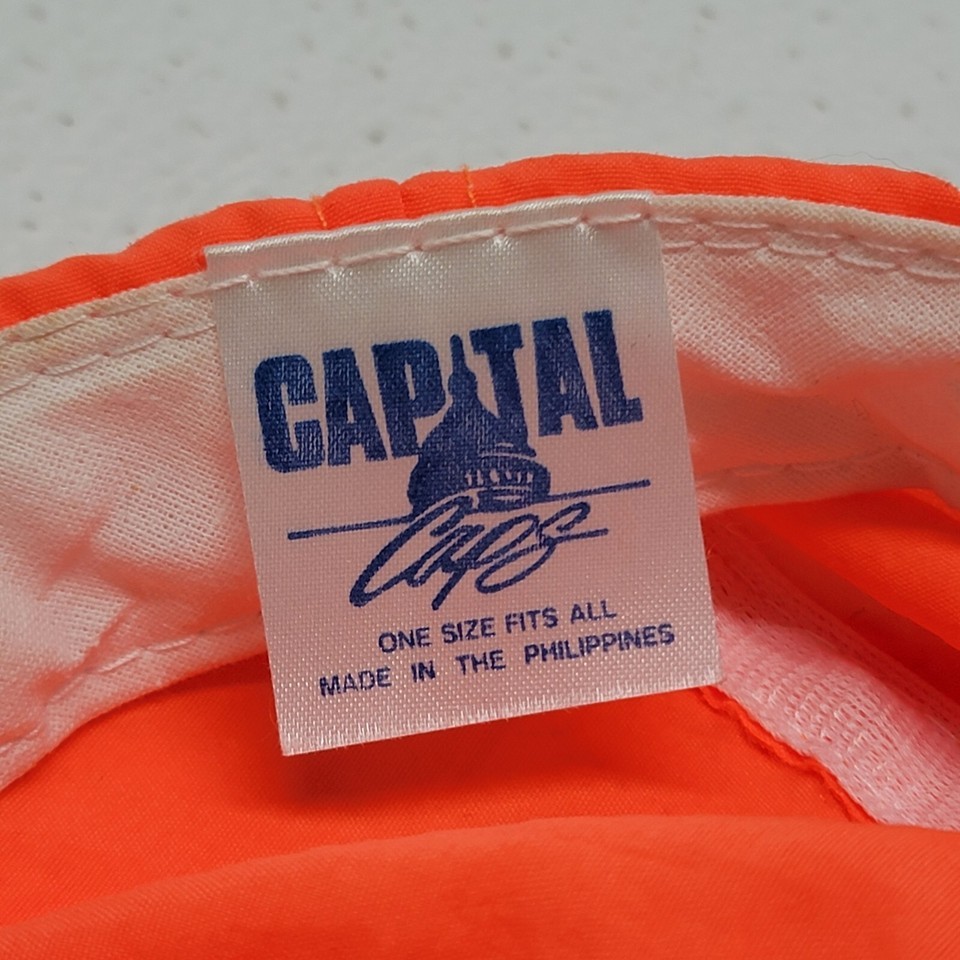 CAPITAL
Caps
ONE SIZE FITS ALL
MADE IN THE PHILIPPINES